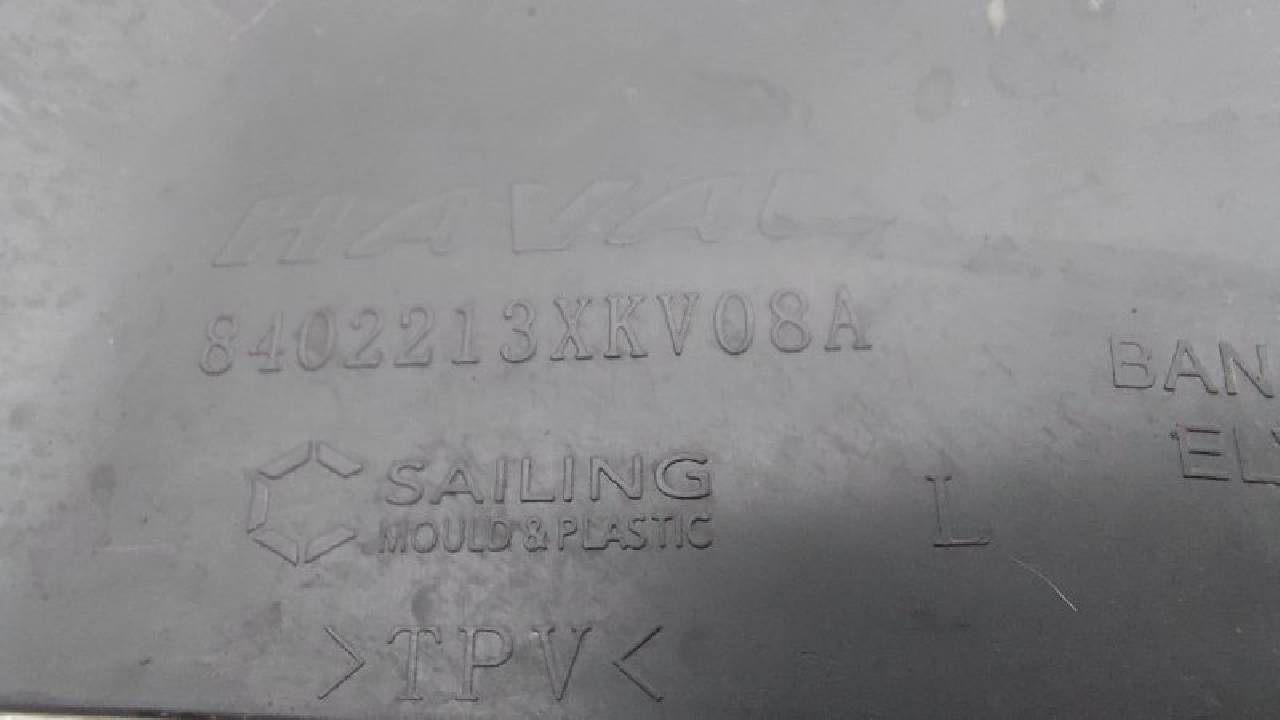 HAVAL
8402213XKV08A
BAN
EL
SAILING
MOULD & PLASTIC
L
>TPV<